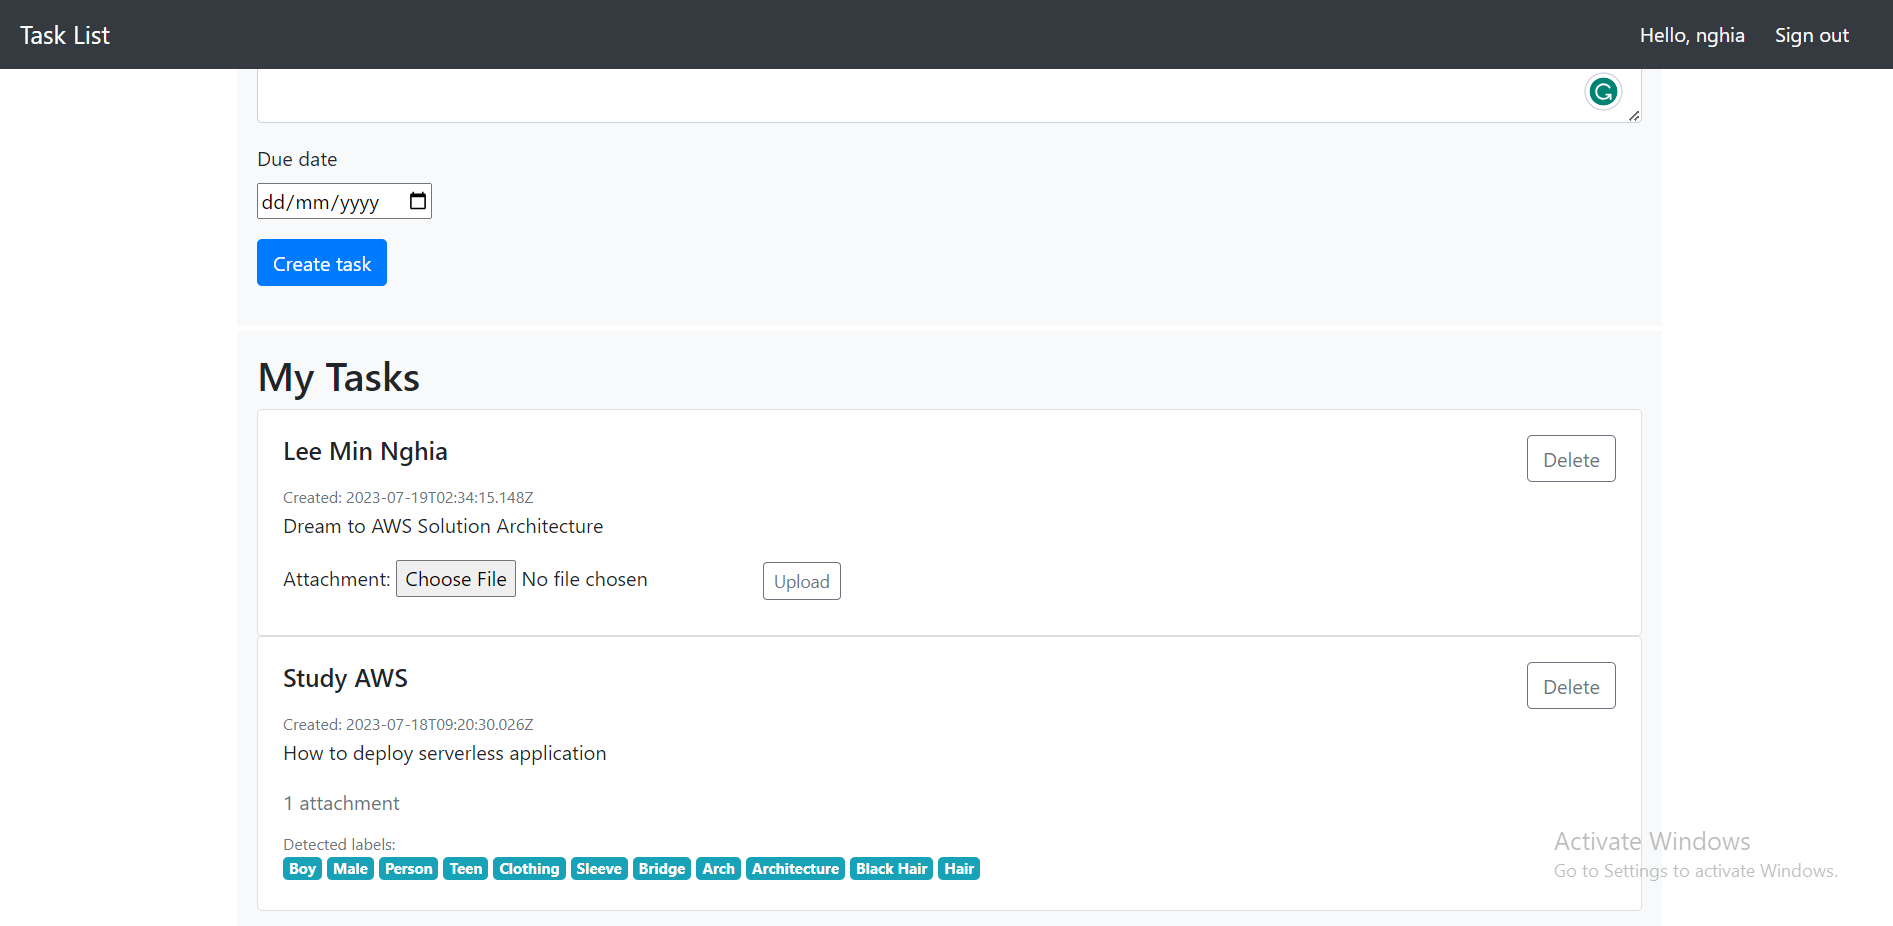 Task List
Hello, nghia
Sign out
Due date
dd/mm/yyyy
Create task
My Tasks
Lee Min Nghia
Delete
Created: 2023-07-19T02:34:15.148Z
Dream to AWS Solution Architecture
Attachment: Choose File No file chosen Upload
Study AWS
Delete
Created: 2023-07-18T09:20:30.026Z
How to deploy serverless application
1 attachment
Detected labels:
Boy Male Person Teen Clothing Sleeve Bridge Arch Architecture Black Hair Hair
Activate Windows
Go to Settings to activate Windows.